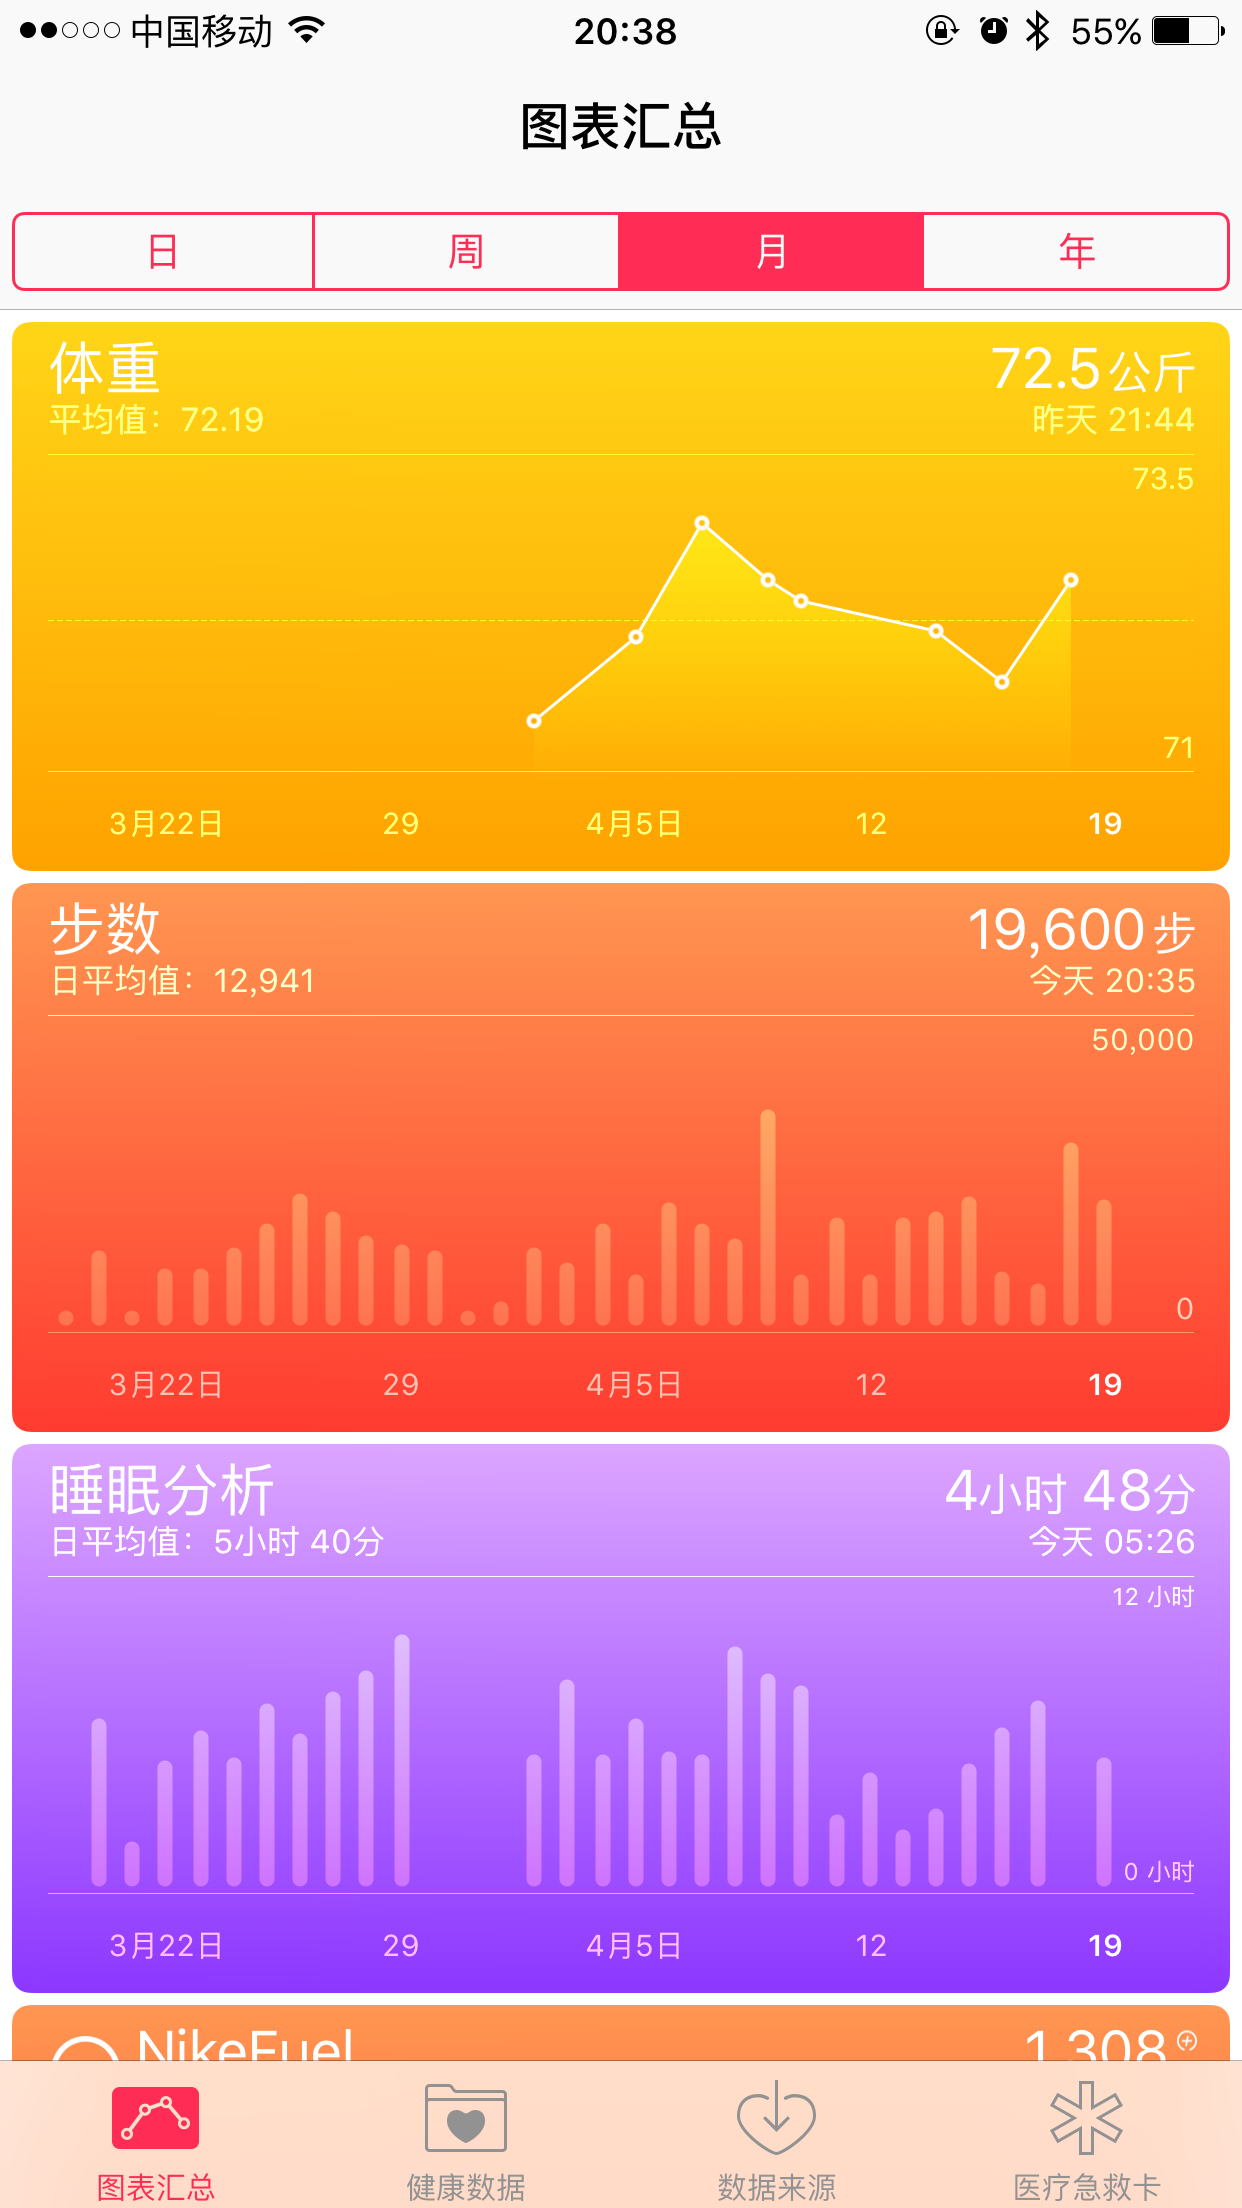 中国移动 20:38 55%
图表汇总
日 周 月 年
体重 72.5公斤
平均值：72.19 昨天 21:44
73.5
71
3月22日 29 4月5日 12 19
步数 19,600步
日平均值：12,941 今天 20:35
50,000
0
3月22日 29 4月5日 12 19
睡眠分析 4小时 48分
日平均值：5小时 40分 今天 05:26
12 小时
0 小时
3月22日 29 4月5日 12 19
NikeFuel 1,308
图表汇总 健康数据 数据来源 医疗急救卡